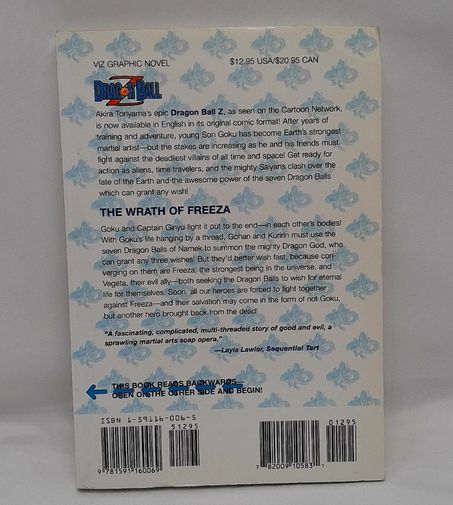 VIZ GRAPHIC NOVEL $12.95 USA/$20.95 CAN
DRAGON BALL Z
Akira Toriyama's epic Dragon Ball Z, as seen on the Cartoon Network,
is now available in English in its original comic format! After years of
training and adventure, young Son Goku has become Earth's strongest
martial artist—but the stakes are increasing as he and his friends must
fight against the deadliest villains of all time and space! Get ready for
action as aliens, time travelers, and the mighty Saiyans clash over the
fate of the Earth and the awesome power of the seven Dragon Balls
which can grant any wish!
THE WRATH OF FREEZA
Goku and Captain Ginyu fight it out to the end—in each other's bodies!
With Goku's life hanging by a thread, Gohan and Kuririn must use the
seven Dragon Balls of Namek to summon the mighty Dragon God, who
can grant any three wishes! But they'd better wish fast, because con-
verging on them are Freeza, the strongest being in the universe, and
Vegeta, their evil ally—both seeking the Dragon Balls to wish for eternal
life for themselves. Soon, all our heroes are forced to fight together
against Freeza—and their salvation may come in the form of not Goku,
but another hero brought back from the dead!
"A fascinating, complicated, multi-threaded story of good and evil, a
sprawling martial arts soap opera."
—Layla Lawlor, Sequential Tart
THIS BOOK READS BACKWARDS—
OPEN ON THE OTHER SIDE AND BEGIN!
ISBN 1-59116-006-5
51295
01295
9 781591 160069
7 82009 10583 1